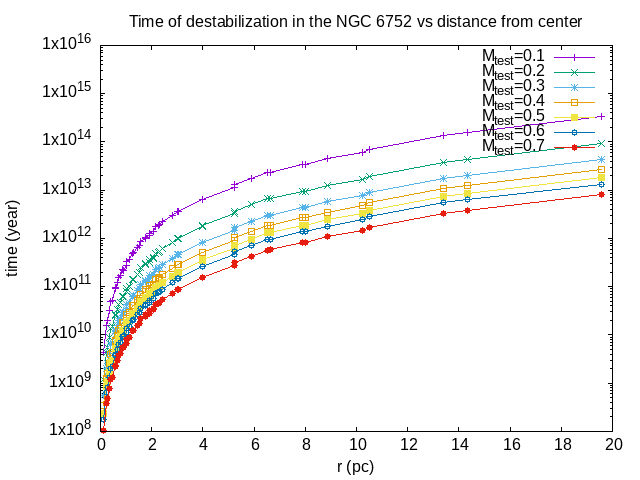 Time of destabilization in the NGC 6752 vs distance from center
1x10^16
1x10^15
1x10^14
1x10^13
1x10^12
1x10^11
1x10^10
1x10^9
1x10^8
time (year)
M_test=0.1
M_test=0.2
M_test=0.3
M_test=0.4
M_test=0.5
M_test=0.6
M_test=0.7
0 2 4 6 8 10 12 14 16 18 20
r (pc)